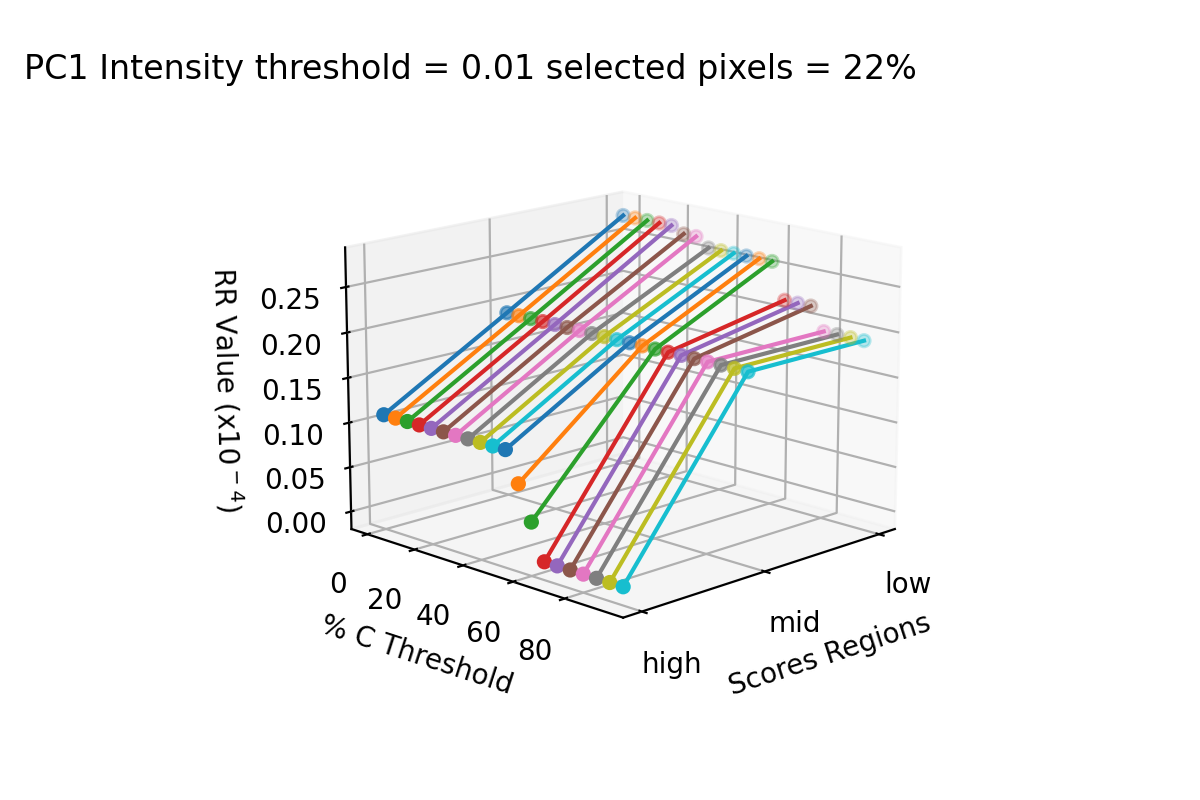 PC1 Intensity threshold = 0.01 selected pixels = 22%
RR Value (x10⁻⁴)
0.25
0.20
0.15
0.10
0.05
0.00
0
20
40
60
80
% C Threshold
high
mid
low
Scores Regions